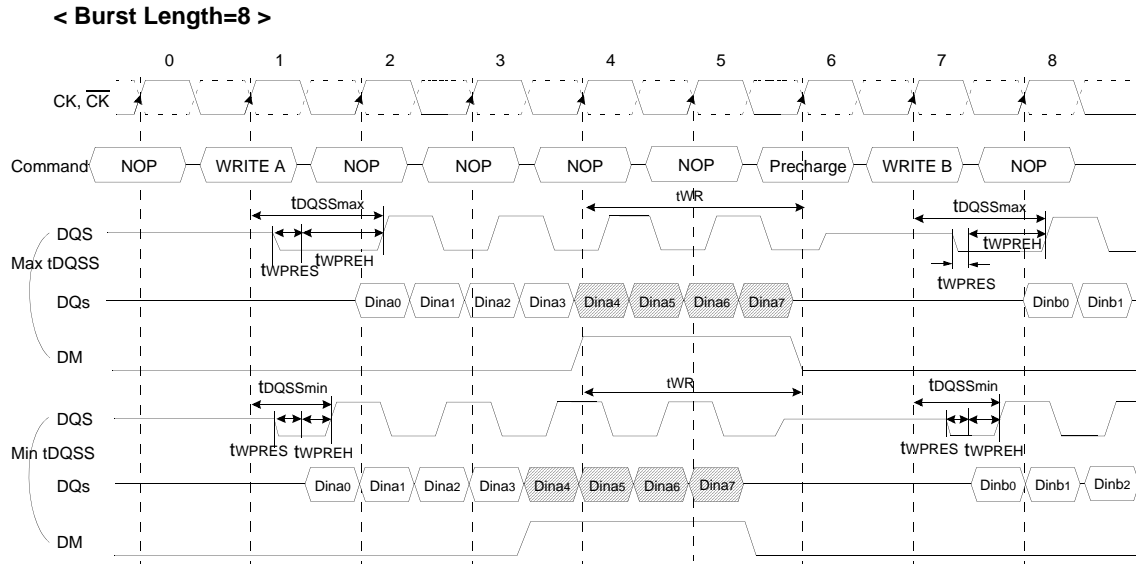 < Burst Length=8 >
0 1 2 3 4 5 6 7 8
CK, CK
Command NOP WRITE A NOP NOP NOP NOP Precharge WRITE B NOP
tDQSSmax tWR tDQSSmax
DQS
tWPREH tWPREH
Max tDQSS
tWPRES tWPRES
DQs Dina0 Dina1 Dina2 Dina3 Dina4 Dina5 Dina6 Dina7 Dinb0 Dinb1
DM
tDQSSmin tWR tDQSSmin
DQS
tWPRES tWPREH tWPRES tWPREH
Min tDQSS
DQs Dina0 Dina1 Dina2 Dina3 Dina4 Dina5 Dina6 Dina7 Dinb0 Dinb1 Dinb2
DM